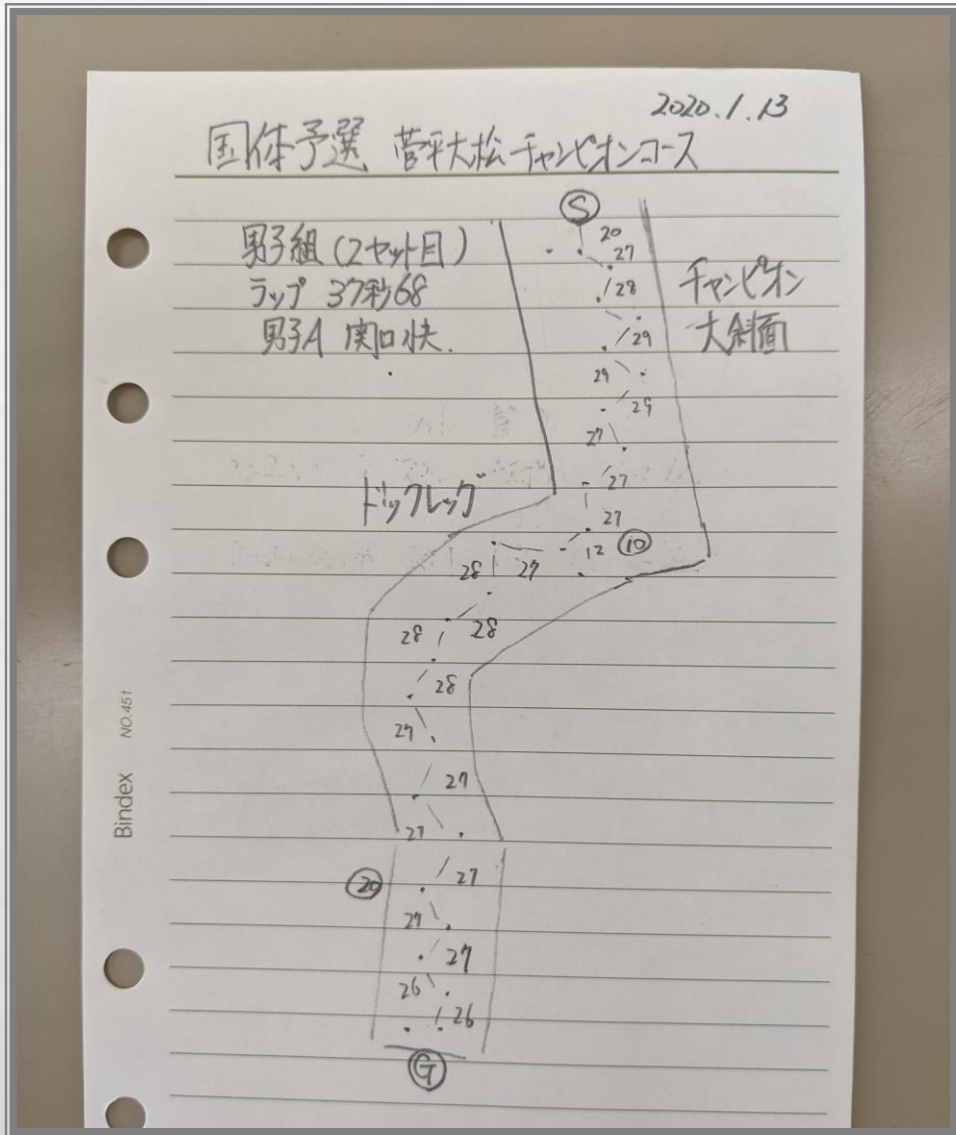 2020.1.13
国体予選 菅平大松チャンピオンコース
男子組(2セット目)
ラップ 37秒68
男子A 関口快.
S
チャンピオン
大斜面
20
27
28
29
29
29
27
27
27
12 10
ドックレッグ
28 27
28 28
28
29
27
27
20 27
27
27
26
26
G
Bindex NO.451